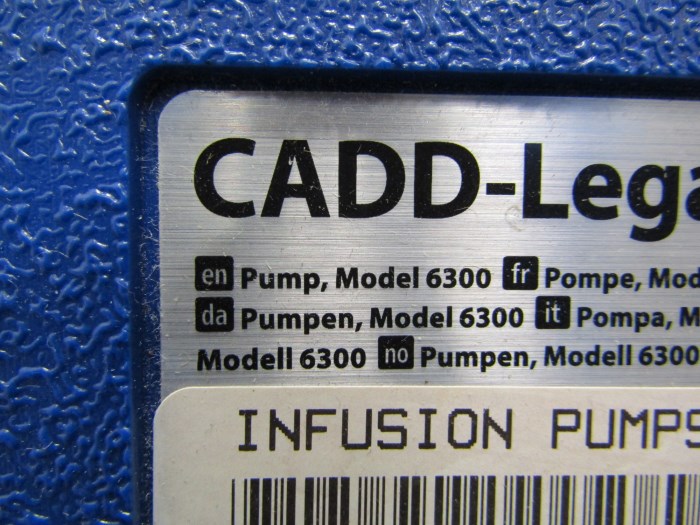 CADD-Lega
en Pump, Model 6300 fr Pompe, Mod
da Pumpen, Model 6300 it Pompa, M
Modell 6300 no Pumpen, Modell 6300
INFUSION PUMPS